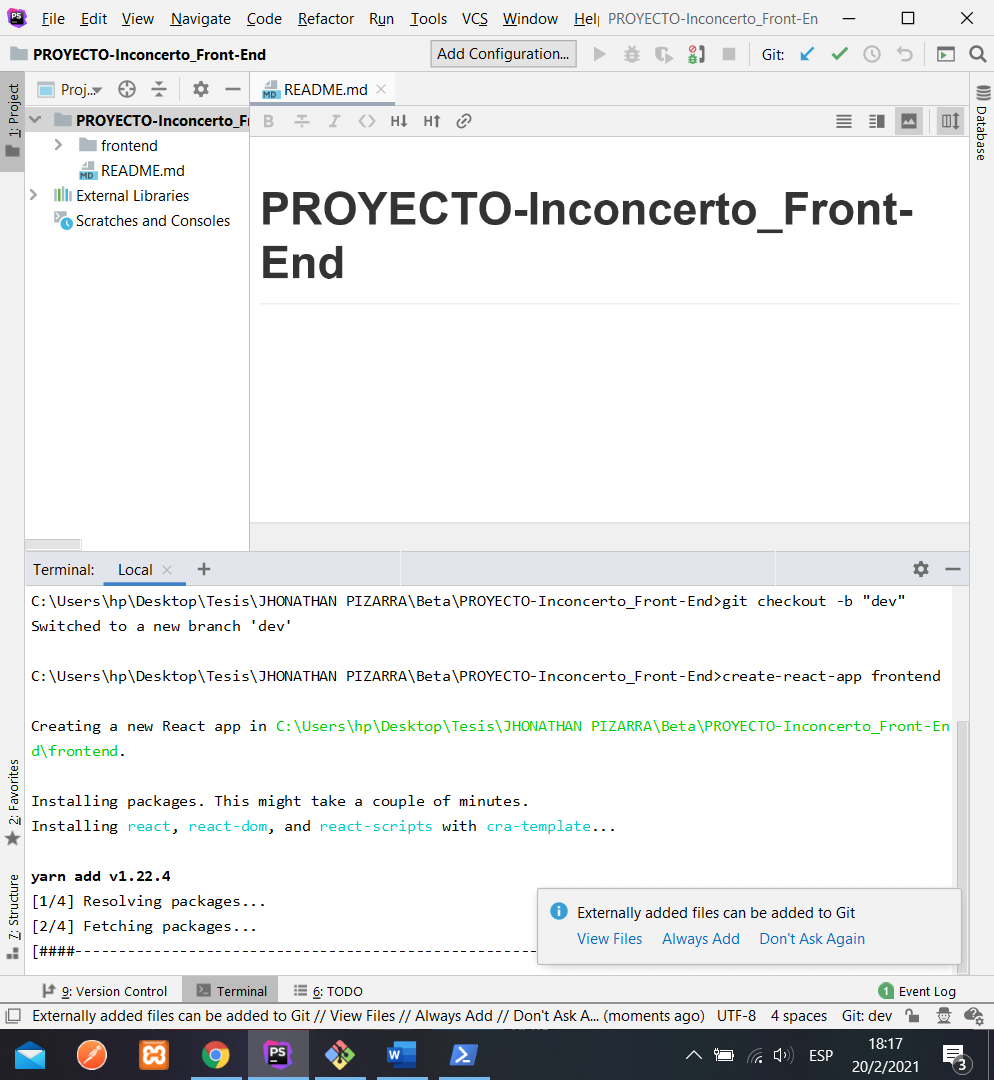 PS File Edit View Navigate Code Refactor Run Tools VCS Window Help PROYECTO-Inconcerto_Front-En
PROYECTO-Inconcerto_Front-End Add Configuration... Git:
1: Project
Proj...
README.md
PROYECTO-Inconcerto_F
frontend
MD README.md
External Libraries
Scratches and Consoles
B I <> H↓ H↑
Database
PROYECTO-Inconcerto_Front-
End
Terminal: Local +
C:\Users\hp\Desktop\Tesis\JHONATHAN PIZARRA\Beta\PROYECTO-Inconcerto_Front-End>git checkout -b "dev"
Switched to a new branch 'dev'
C:\Users\hp\Desktop\Tesis\JHONATHAN PIZARRA\Beta\PROYECTO-Inconcerto_Front-End>create-react-app frontend
Creating a new React app in C:\Users\hp\Desktop\Tesis\JHONATHAN PIZARRA\Beta\PROYECTO-Inconcerto_Front-En
d\frontend.
Installing packages. This might take a couple of minutes.
Installing react, react-dom, and react-scripts with cra-template...
yarn add v1.22.4
[1/4] Resolving packages...
[2/4] Fetching packages...
[####----------------------------------------------------------
Externally added files can be added to Git
View Files Always Add Don't Ask Again
2: Favorites
7: Structure
9: Version Control Terminal 6: TODO 1 Event Log
Externally added files can be added to Git // View Files // Always Add // Don't Ask A... (moments ago) UTF-8 4 spaces Git: dev
PS W ESP 18:17
20/2/2021 3